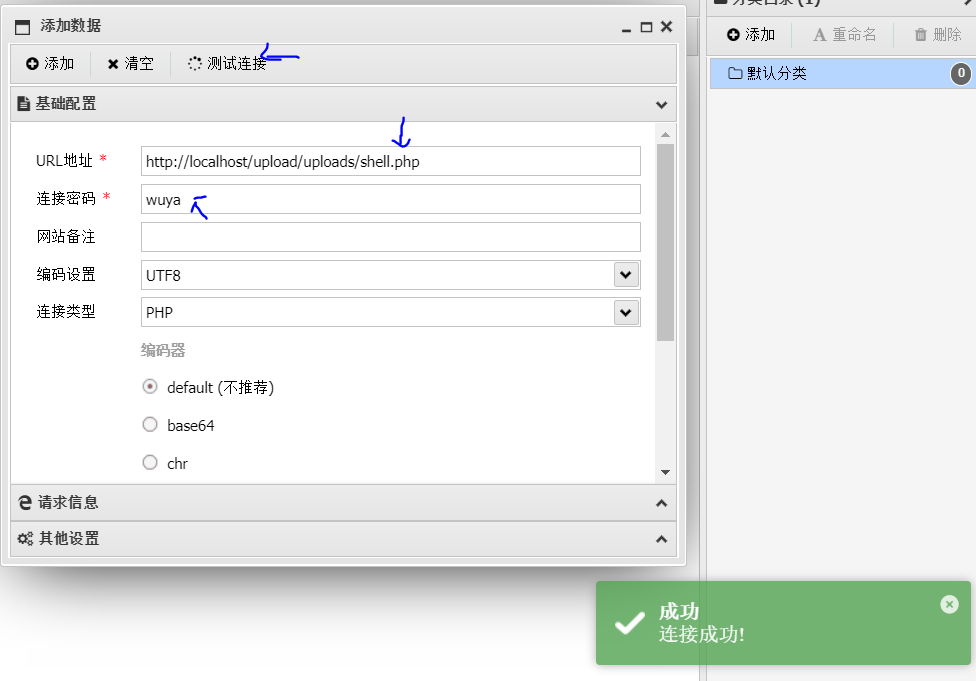 添加数据
分类目录 (1)
添加 清空 测试连接
添加 重命名 删除
基础配置
默认分类 0
URL地址 * http://localhost/upload/uploads/shell.php
连接密码 * wuya
网站备注
编码设置 UTF8
连接类型 PHP
编码器
default (不推荐)
base64
chr
请求信息
其他设置
成功
连接成功!